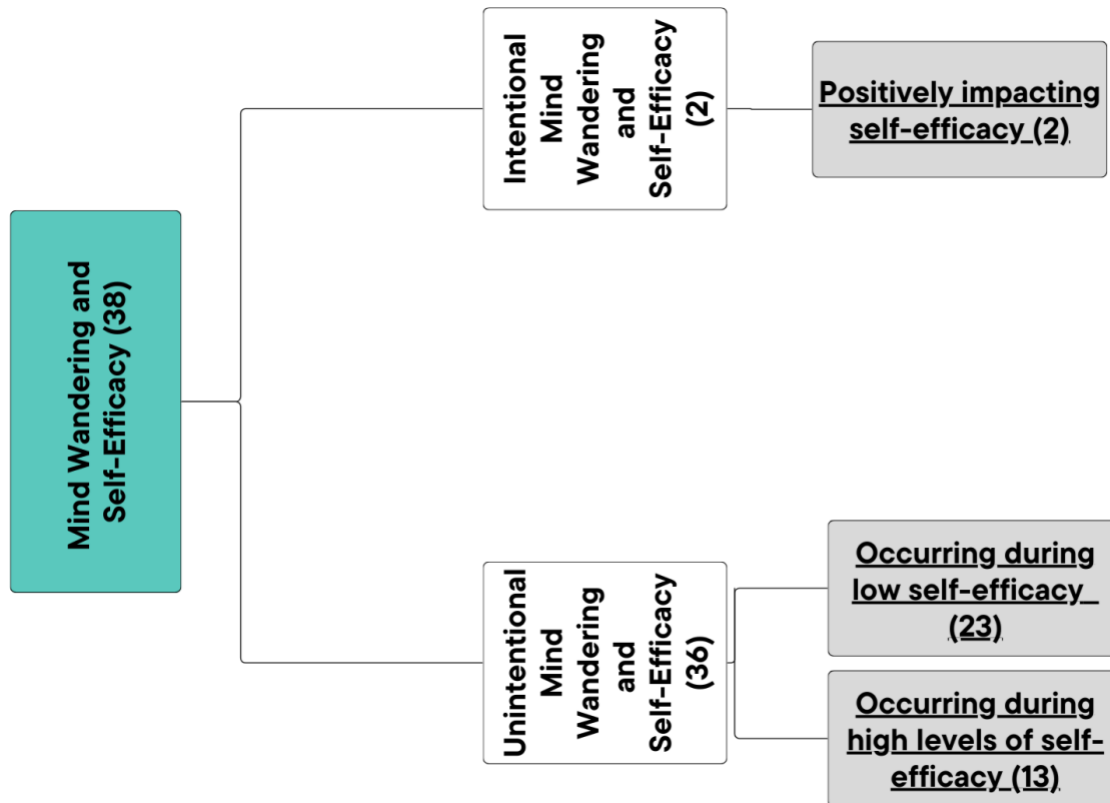 Mind Wandering and
Self-Efficacy (38)
Intentional
Mind
Wandering
and
Self-Efficacy
(2)
Positively impacting
self-efficacy (2)
Unintentional
Mind
Wandering
and
Self-Efficacy
(36)
Occurring during
low self-efficacy
(23)
Occurring during
high levels of self-
efficacy (13)